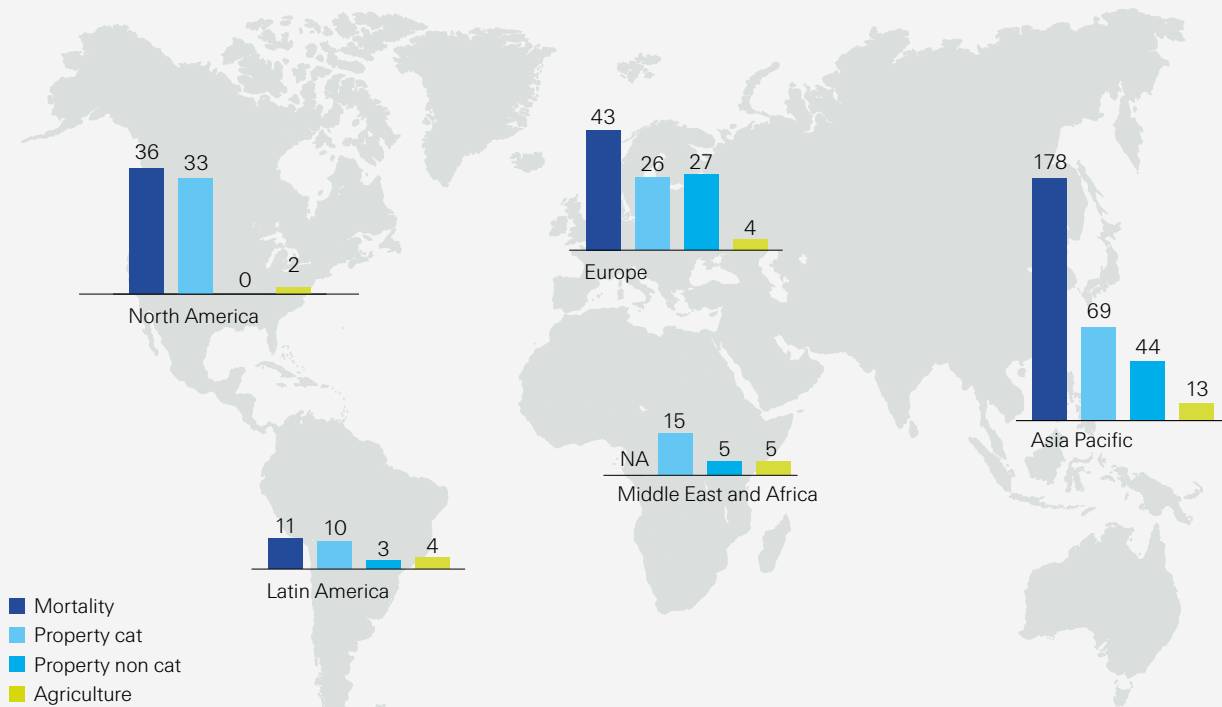 36
33
0
2
North America
43
26
27
4
Europe
178
69
44
13
Asia Pacific
NA
15
5
5
Middle East and Africa
11
10
3
4
Latin America
Mortality
Property cat
Property non cat
Agriculture